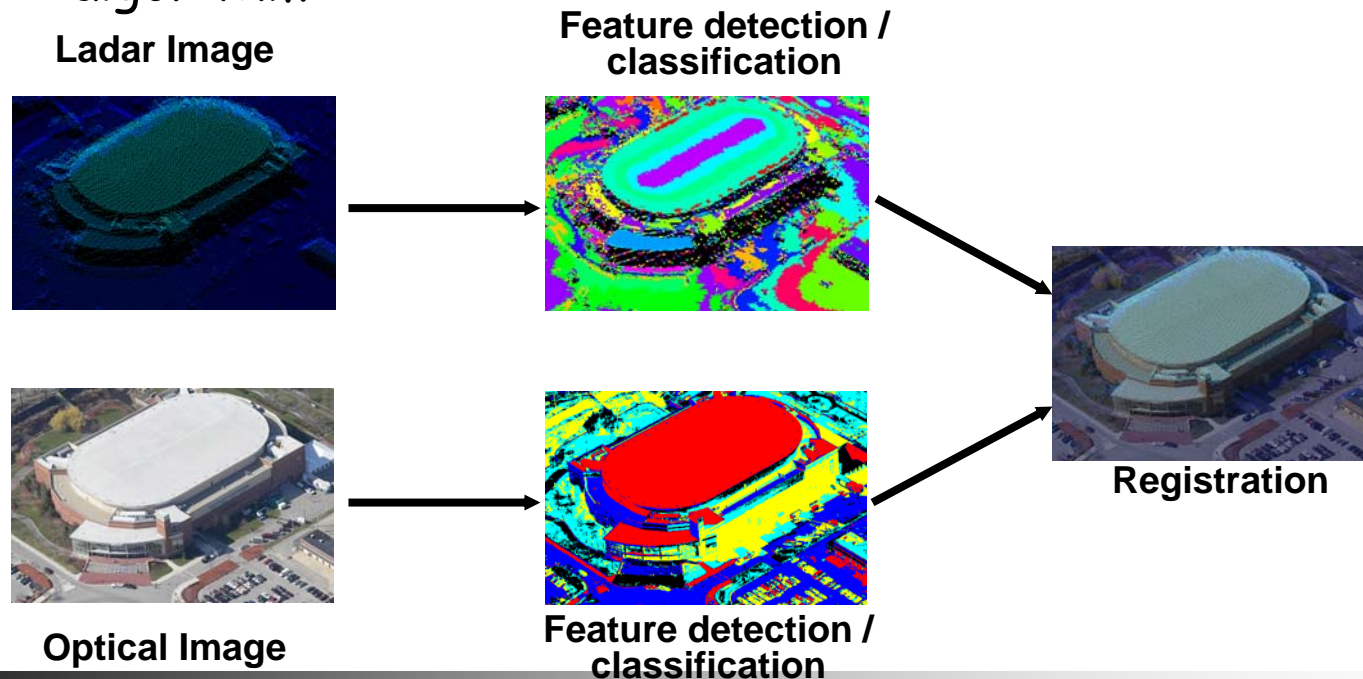 Ladar Image
Feature detection /
classification
Registration
Optical Image
Feature detection /
classification